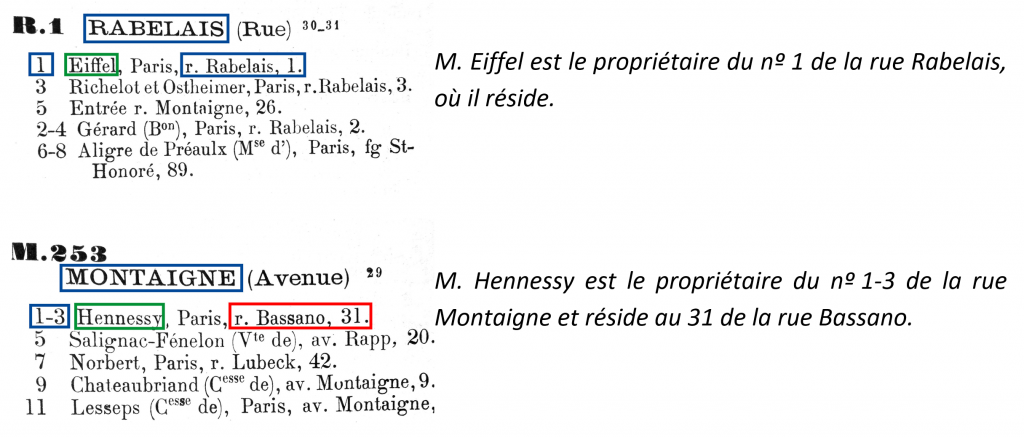 R.1 RABELAIS (Rue) 30-31
1 Eiffel, Paris, r. Rabelais, 1.
3 Richelot et Ostheimer, Paris, r. Rabelais, 3.
5 Entrée r. Montaigne, 26.
2-4 Gérard (Bon), Paris, r. Rabelais, 2.
6-8 Aligre de Préaulx (Mse d'), Paris, fg St-
Honoré, 89.
M. Eiffel est le propriétaire du nº 1 de la rue Rabelais,
où il réside.
M.253
MONTAIGNE (Avenue) 29
1-3 Hennessy, Paris, r. Bassano, 31.
5 Salignac-Fénelon (Vte de), av. Rapp, 20.
7 Norbert, Paris, r. Lubeck, 42.
9 Chateaubriand (Cesse de), av. Montaigne, 9.
11 Lesseps (Cesse de), Paris, av. Montaigne,
M. Hennessy est le propriétaire du nº 1-3 de la rue
Montaigne et réside au 31 de la rue Bassano.